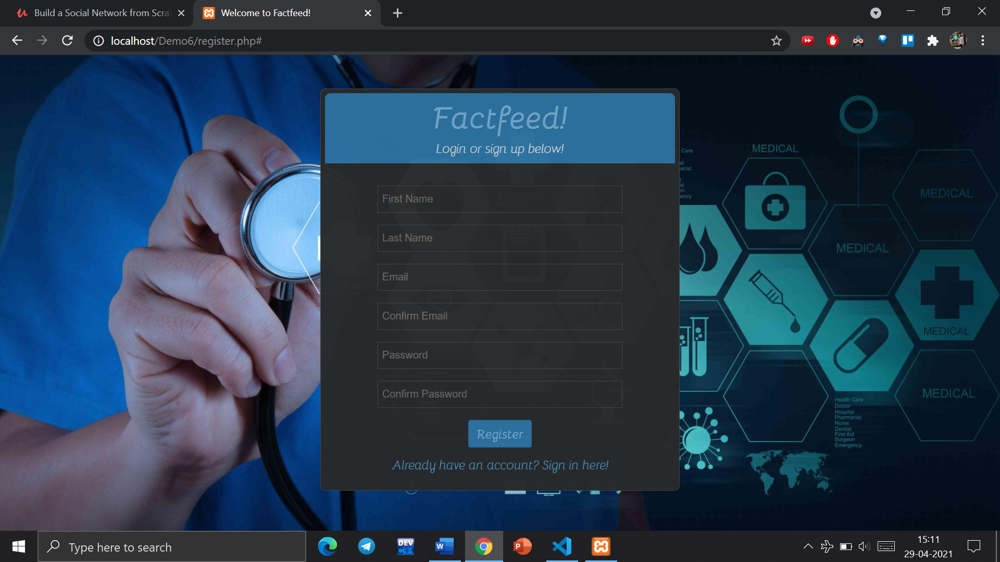 Build a Social Network from Scra
Welcome to Factfeed!
localhost/Demo6/register.php#
Factfeed!
Login or sign up below!
First Name
Last Name
Email
Confirm Email
Password
Confirm Password
Register
Already have an account? Sign in here!
MEDICAL
MEDICAL
MEDICAL
MEDICAL
MEDICAL
Health Care
Doctor
Hospital
Pharmacist
Nurse
Dentist
First Aid
Surgeon
Emergency
Type here to search
DEV
C++
W
P
15:11
29-04-2021